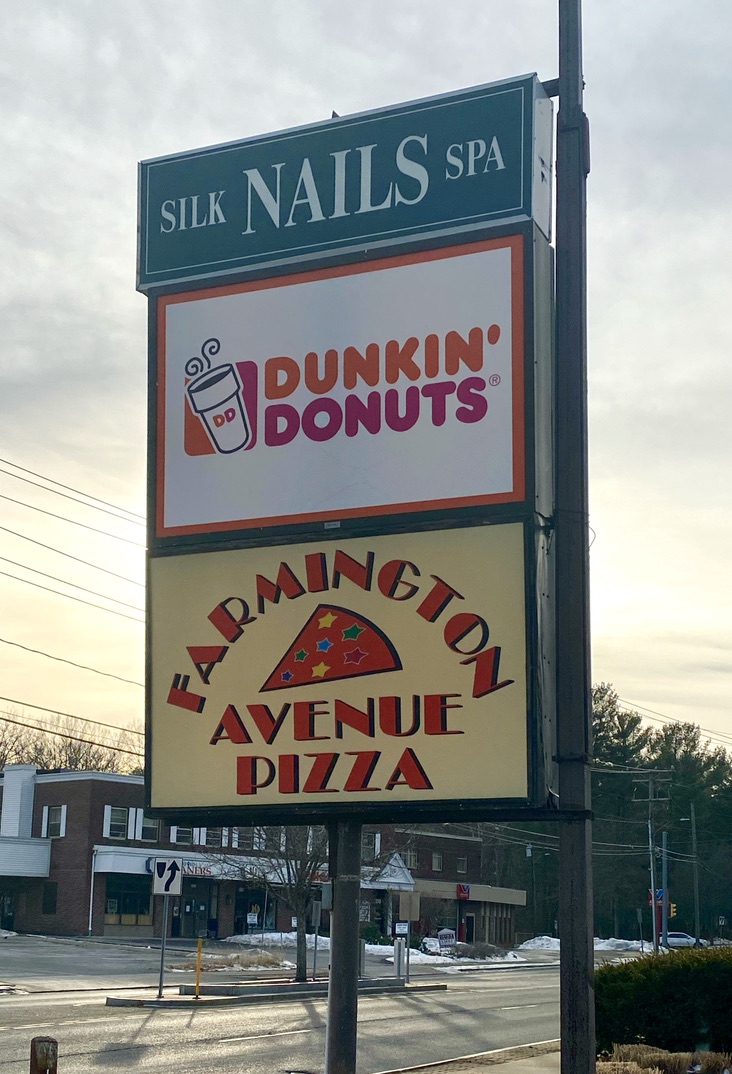 SILK NAILS SPA
DUNKIN'
DONUTS®
DD
FARMINGTON
AVENUE
PIZZA